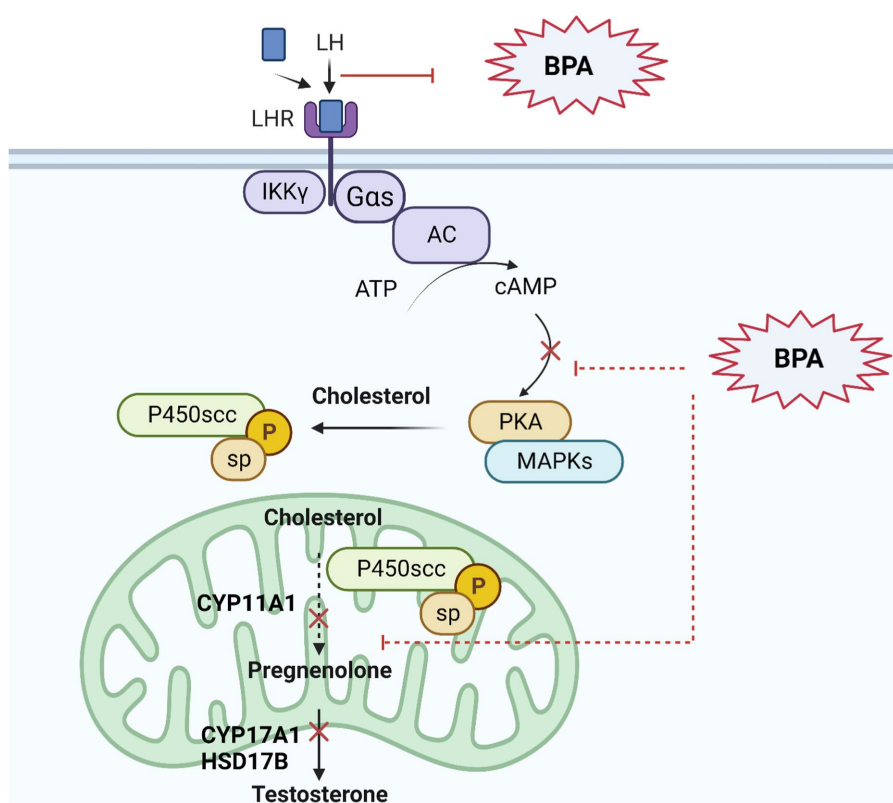 LH
BPA
LHR
IKKγ
Gαs
AC
ATP
cAMP
BPA
Cholesterol
P450scc
P
sp
PKA
MAPKs
Cholesterol
P450scc
P
CYP11A1
sp
Pregnenolone
CYP17A1
HSD17B
Testosterone